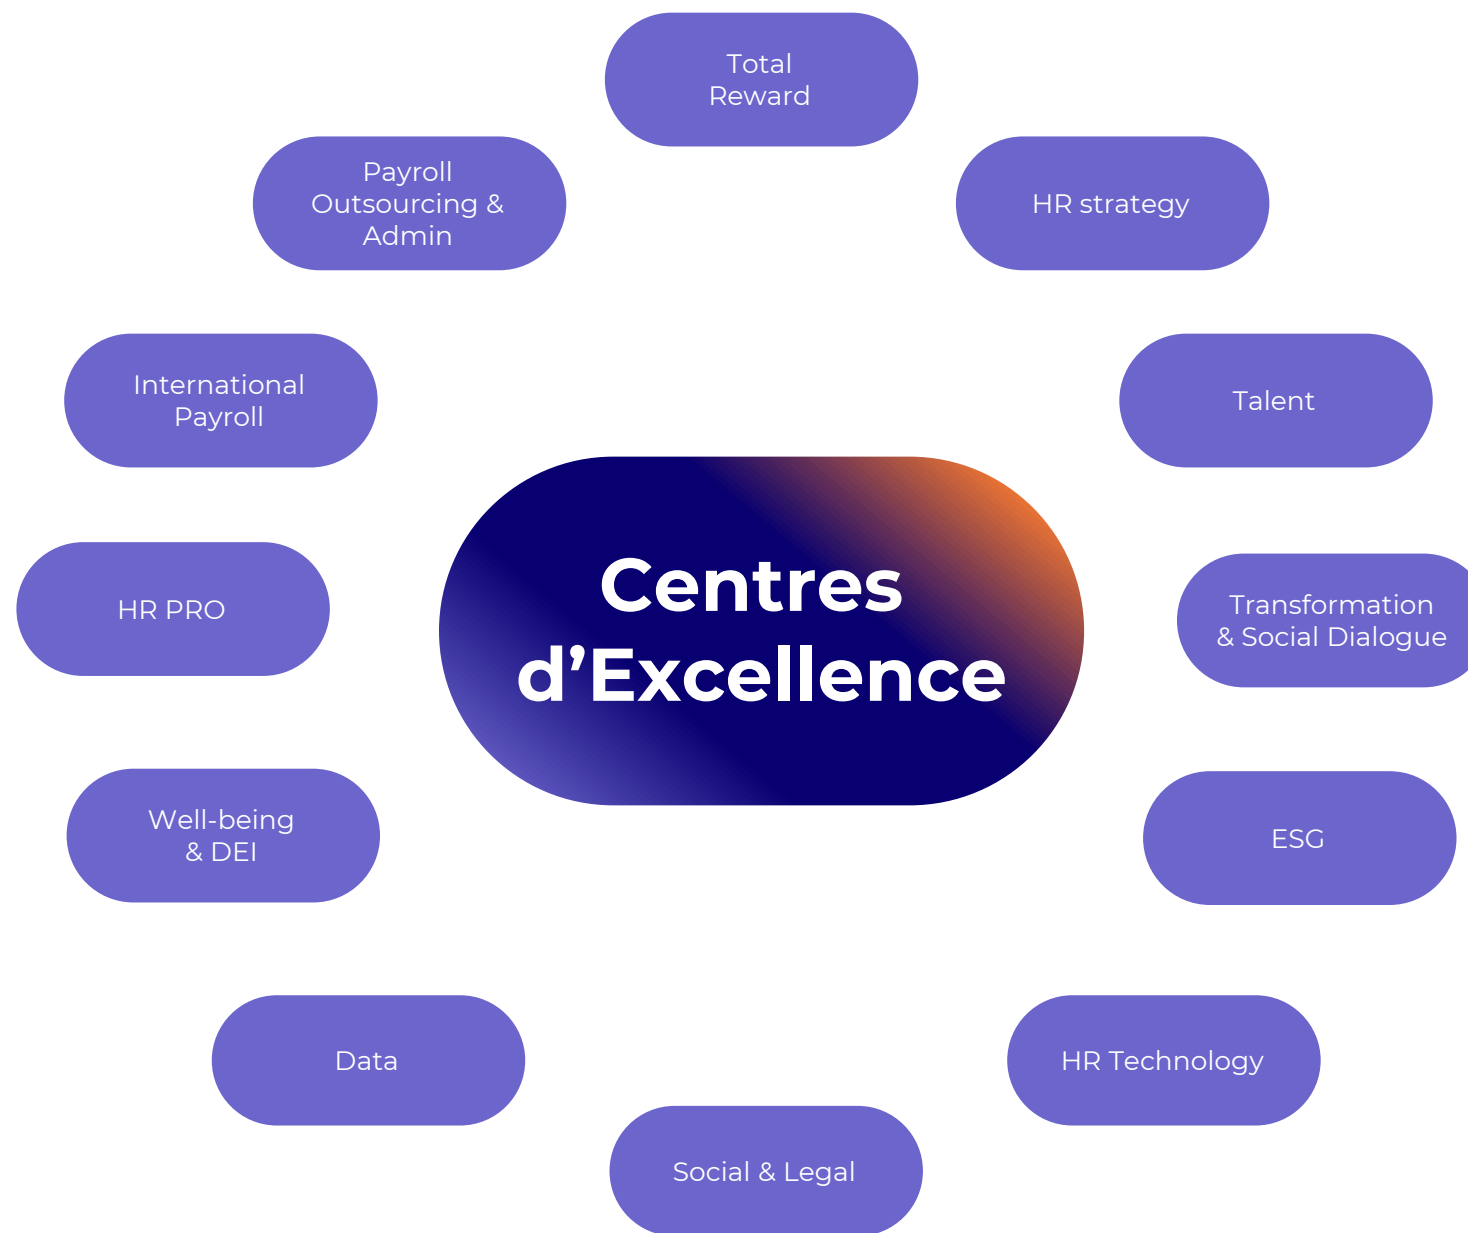 Total
Reward
Payroll
Outsourcing &
Admin
HR strategy
International
Payroll
Talent
Centres
d’Excellence
HR PRO
Transformation
& Social Dialogue
Well-being
& DEI
ESG
Data
HR Technology
Social & Legal